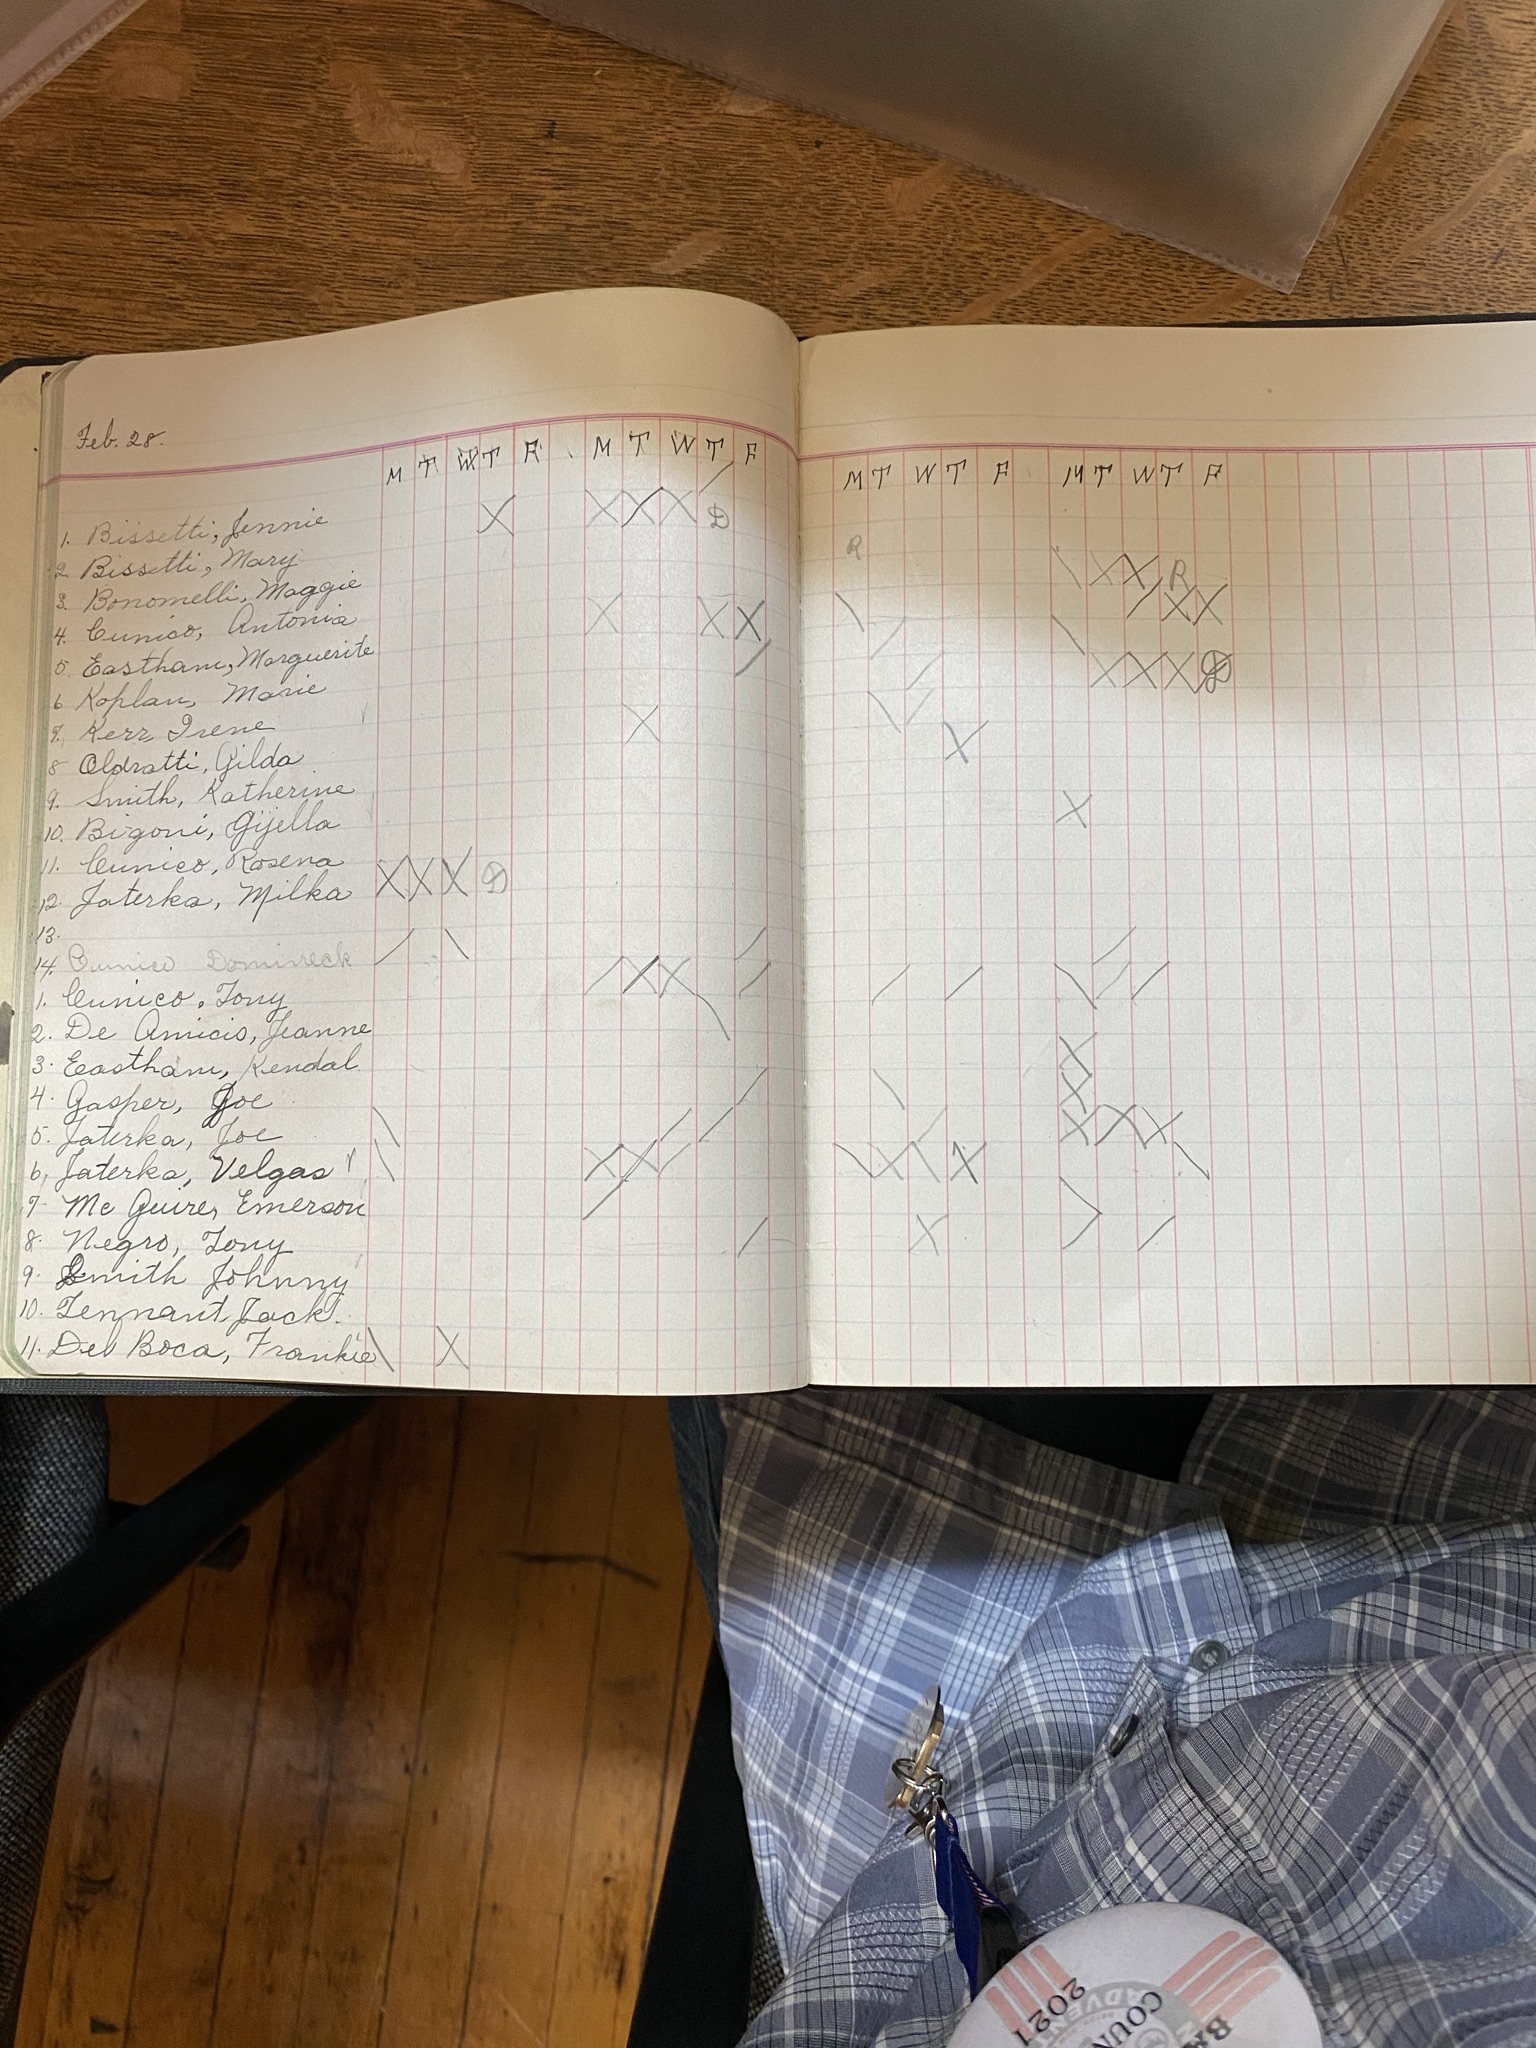 Feb. 28.
M T W T F M T W T F M T W T F M T W T F
1. Bissetti, Jennie X X X X D
2. Bissetti, Mary R X X R
3. Bonomelli, Maggie X X
4. Cunico, Antonia X X X
5. Eastham, Marguerite X X X D
6 Koplan, Marie
7. Kerr Irene X X
8 Oldratti, Gilda
9. Smith, Katherine X
10. Bigoni, Gijella
11. Cunico, Rosena
12. Jaterka, Milka X X X D
13.
14. Cunico Domineck
1. Cunico, Tony X X
2. De Amicis, Jeanne
3. Eastham, Kendal X
4. Gasper, Joe X
5. Jaterka, Joe X X X
6. Jaterka, Velgas X X X X
7. Mc Guire, Emerson
8. Negro, Tony X
9. Smith Johnny
10. Tennant, Jack.
11. Del Boca, Frankie X
2021